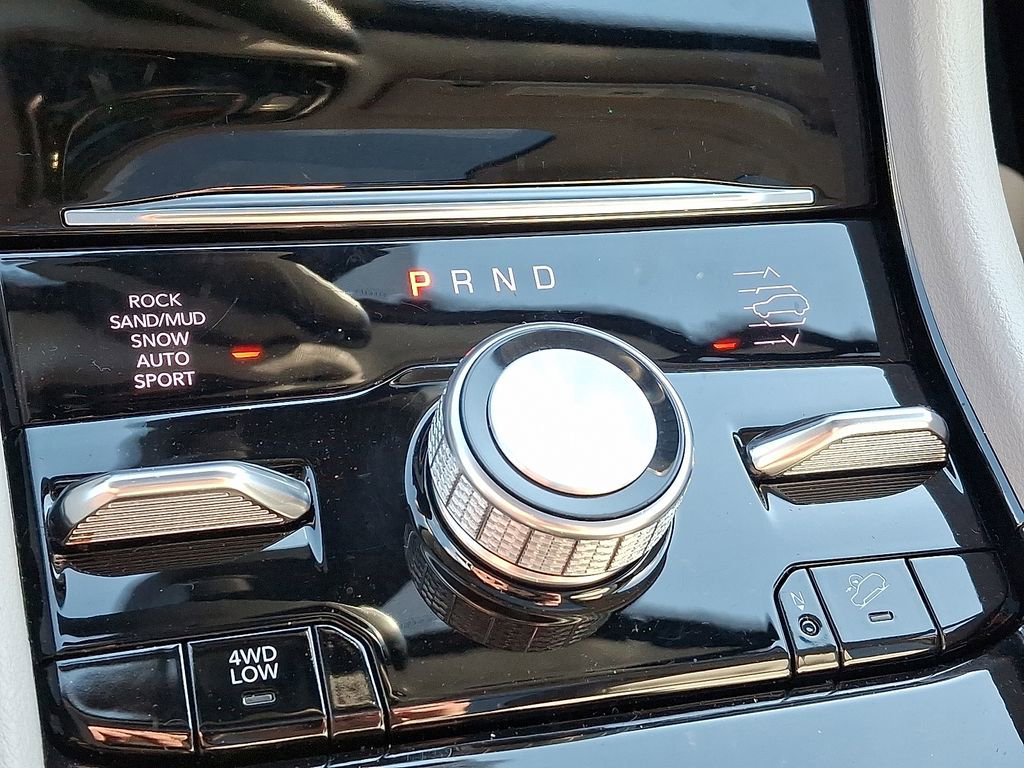 P R N D
ROCK
SAND/MUD
SNOW
AUTO
SPORT
N
4WD
LOW